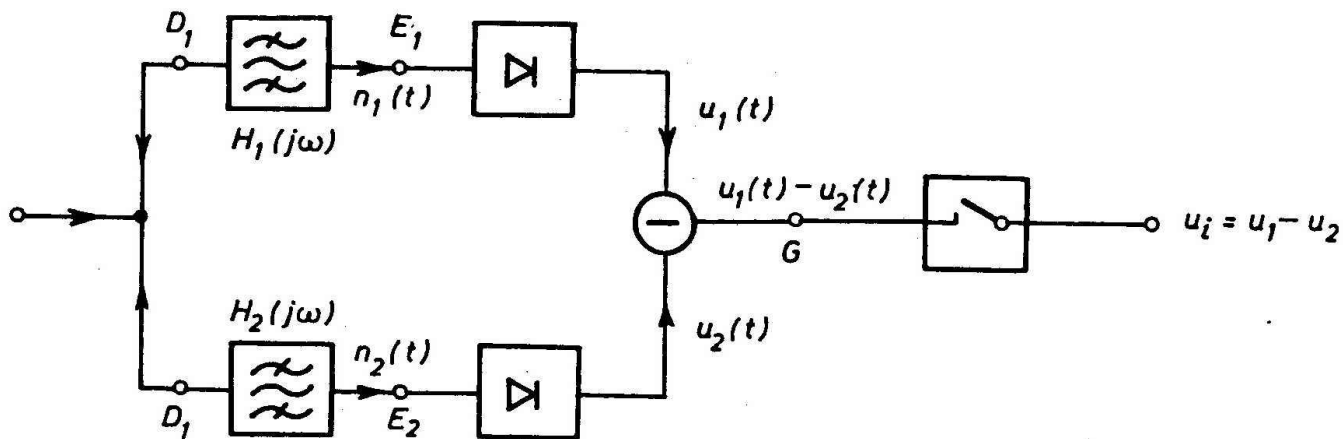 D₁
E₁
n₁(t)
H₁(jω)
u₁(t)
u₁(t) − u₂(t)
G
uᵢ = u₁ − u₂
H₂(jω)
n₂(t)
u₂(t)
D₁
E₂